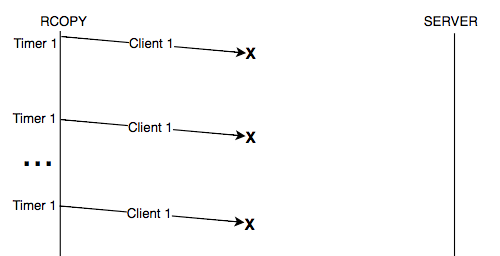 RCOPY SERVER
Timer 1 Client 1 X
Timer 1 Client 1 X
...
Timer 1 Client 1 X